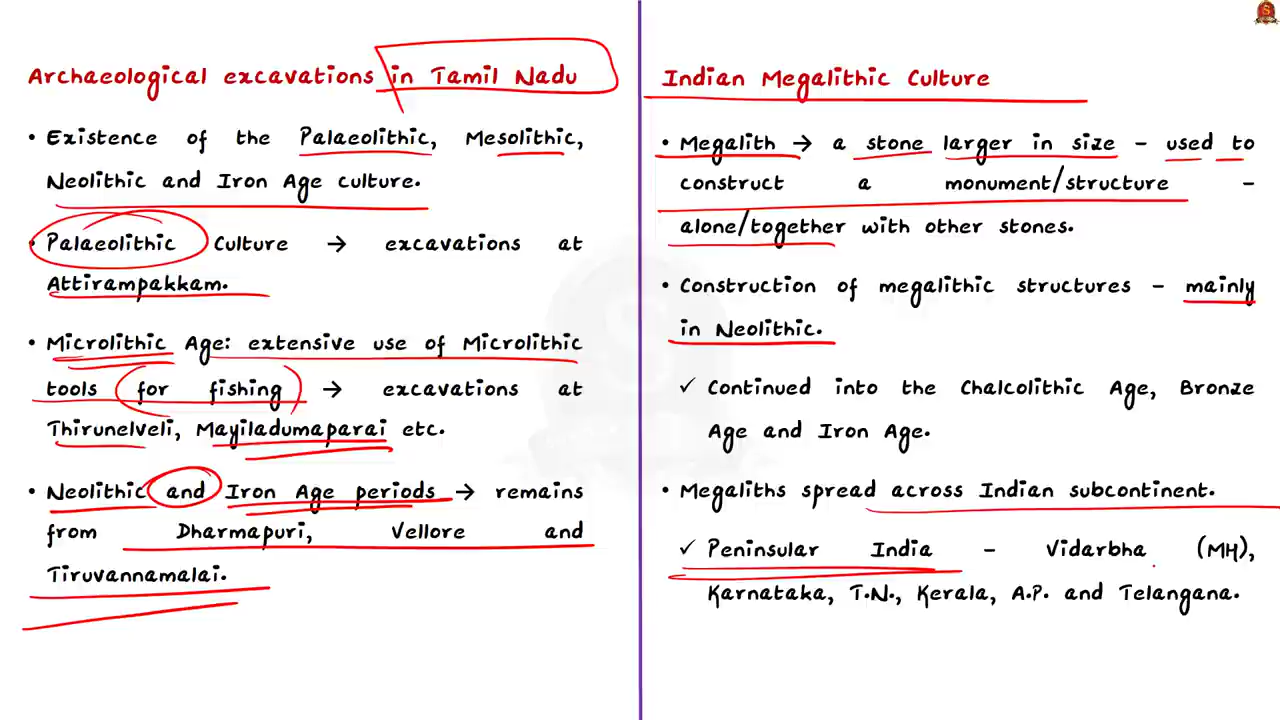 Archaeological excavations in Tamil Nadu
• Existence of the Palaeolithic, Mesolithic,
Neolithic and Iron Age culture.
• Palaeolithic Culture → excavations at
Attirampakkam.
• Microlithic Age: extensive use of Microlithic
tools for fishing → excavations at
Thirunelveli, Mayiladumaparai etc.
• Neolithic and Iron Age periods → remains
from Dharmapuri, Vellore and
Tiruvannamalai.
Indian Megalithic Culture
• Megalith → a stone larger in size - used to
construct a monument/structure -
alone/together with other stones.
• Construction of megalithic structures - mainly
in Neolithic.
✓ Continued into the Chalcolithic Age, Bronze
Age and Iron Age.
• Megaliths spread across Indian subcontinent.
✓ Peninsular India - Vidarbha (MH),
Karnataka, T.N., Kerala, A.P. and Telangana.